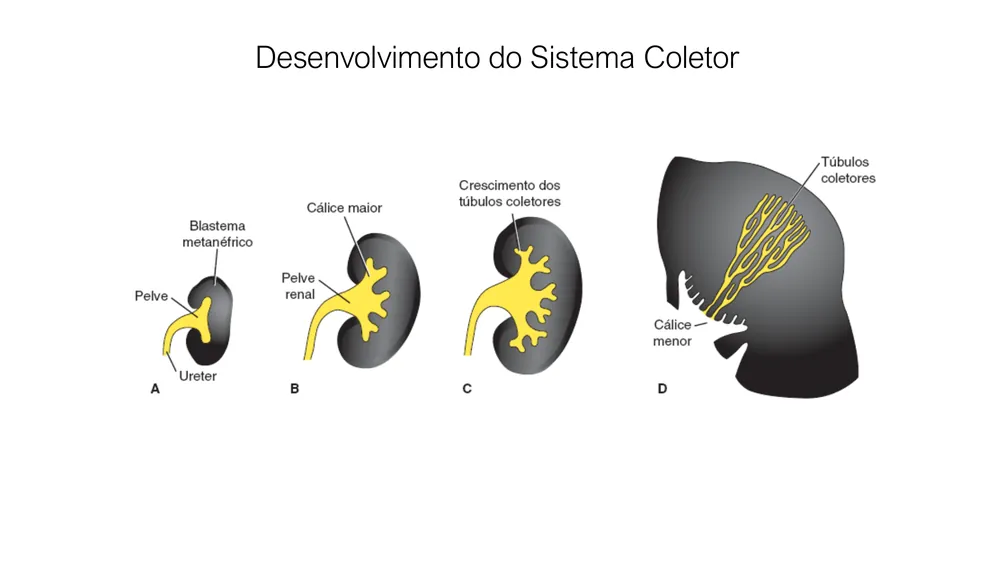 Desenvolvimento do Sistema Coletor
Blastema
metanéfrico
Pelve
Ureter
A
Cálice maior
Pelve
renal
B
Crescimento dos
túbulos coletores
C
Túbulos
coletores
Cálice
menor
D